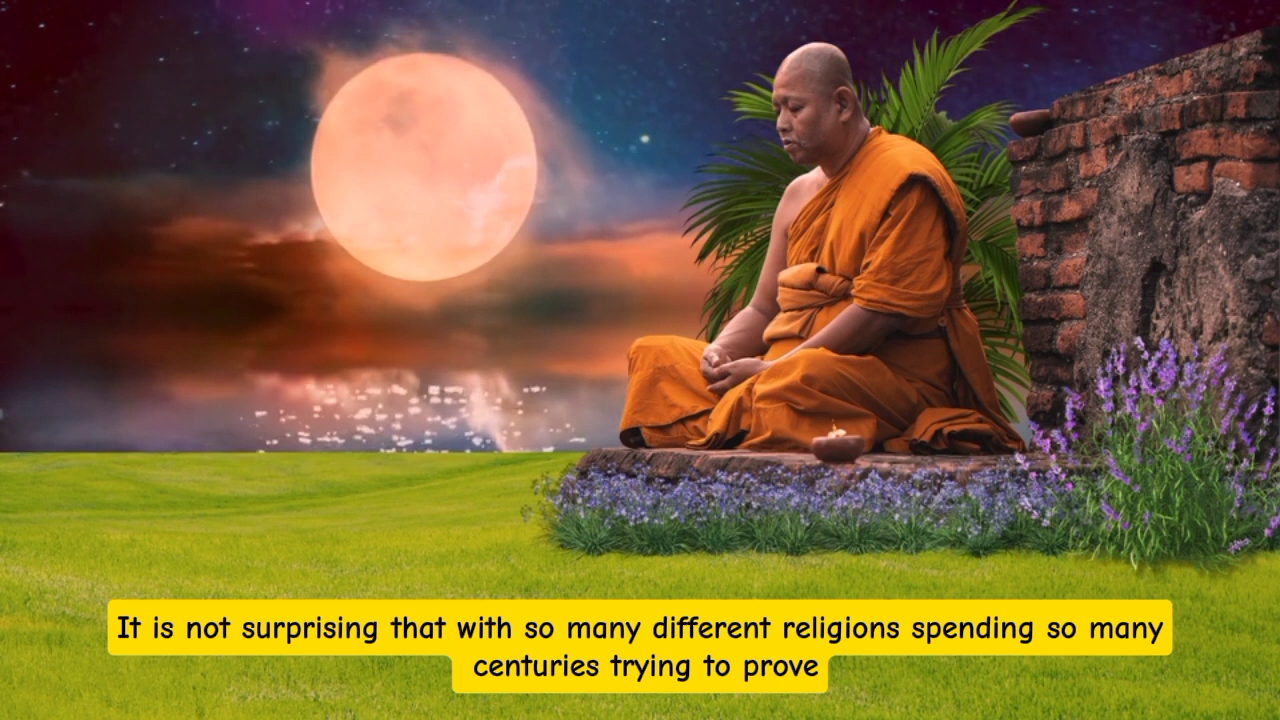 It is not surprising that with so many different religions spending so many
centuries trying to prove